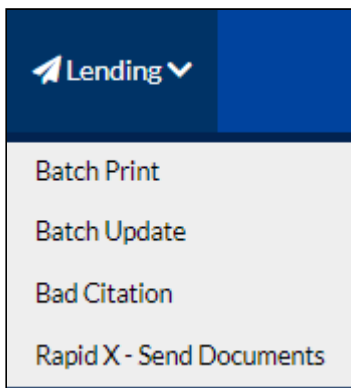 Lending
Batch Print
Batch Update
Bad Citation
Rapid X - Send Documents